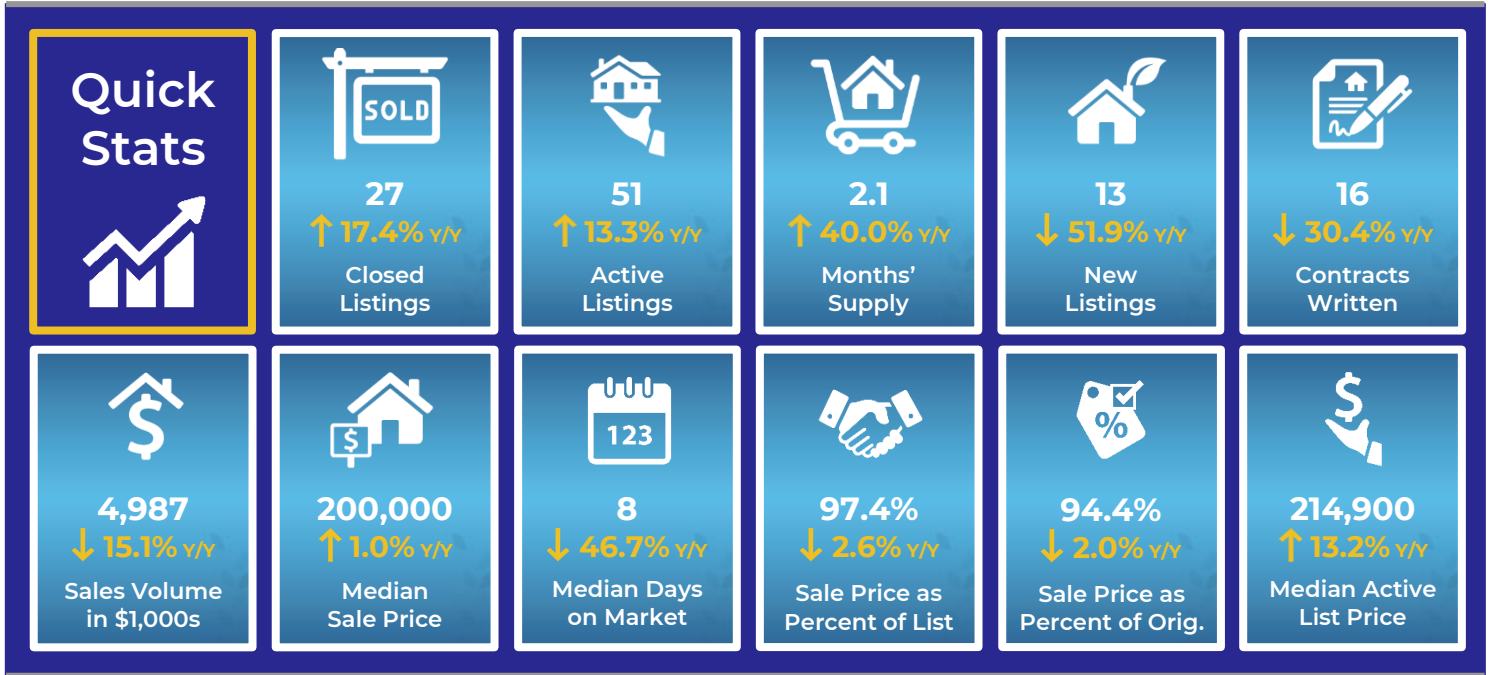 Quick
Stats
SOLD
27
↑ 17.4% Y/Y
Closed
Listings
51
↑ 13.3% Y/Y
Active
Listings
2.1
↑ 40.0% Y/Y
Months’
Supply
13
↓ 51.9% Y/Y
New
Listings
16
↓ 30.4% Y/Y
Contracts
Written
$
4,987
↓ 15.1% Y/Y
Sales Volume
in $1,000s
$
200,000
↑ 1.0% Y/Y
Median
Sale Price
123
8
↓ 46.7% Y/Y
Median Days
on Market
97.4%
↓ 2.6% Y/Y
Sale Price as
Percent of List
%
94.4%
↓ 2.0% Y/Y
Sale Price as
Percent of Orig.
$
214,900
↑ 13.2% Y/Y
Median Active
List Price